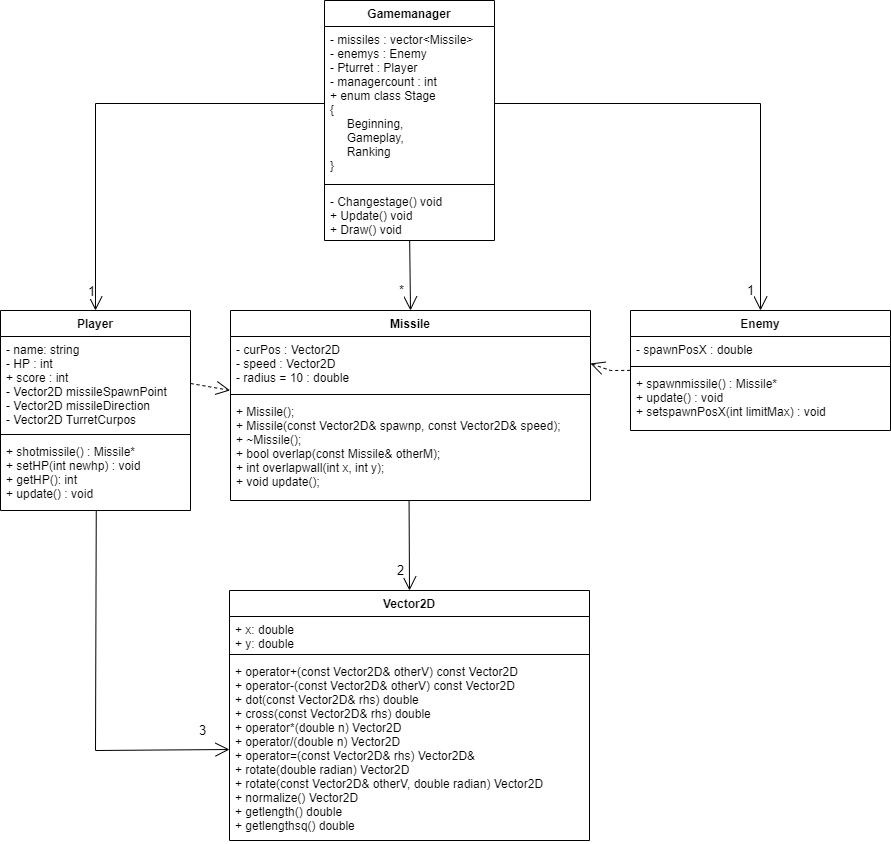 Gamemanager
- missiles : vector<Missile>
- enemys : Enemy
- Pturret : Player
- managercount : int
+ enum class Stage
{
Beginning,
Gameplay,
Ranking
}
- Changestage() void
+ Update() void
+ Draw() void
1
*
1
Player
- name: string
- HP : int
+ score : int
- Vector2D missileSpawnPoint
- Vector2D missileDirection
- Vector2D TurretCurpos
+ shotmissile() : Missile*
+ setHP(int newhp) : void
+ getHP(): int
+ update() : void
Missile
- curPos : Vector2D
- speed : Vector2D
- radius = 10 : double
+ Missile();
+ Missile(const Vector2D& spawnp, const Vector2D& speed);
+ ~Missile();
+ bool overlap(const Missile& otherM);
+ int overlapwall(int x, int y);
+ void update();
Enemy
- spawnPosX : double
+ spawnmissile() : Missile*
+ update() : void
+ setspawnPosX(int limitMax) : void
2
3
Vector2D
+ x: double
+ y: double
+ operator+(const Vector2D& otherV) const Vector2D
+ operator-(const Vector2D& otherV) const Vector2D
+ dot(const Vector2D& rhs) double
+ cross(const Vector2D& rhs) double
+ operator*(double n) Vector2D
+ operator/(double n) Vector2D
+ operator=(const Vector2D& rhs) Vector2D&
+ rotate(double radian) Vector2D
+ rotate(const Vector2D& otherV, double radian) Vector2D
+ normalize() Vector2D
+ getlength() double
+ getlengthsq() double